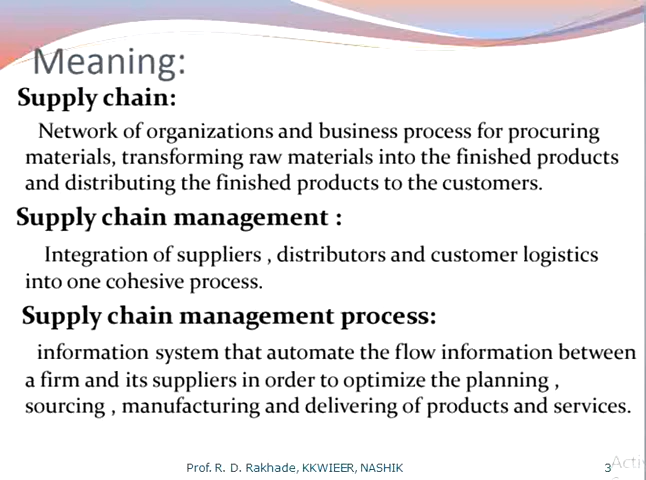 Meaning:
Supply chain:
Network of organizations and business process for procuring
materials, transforming raw materials into the finished products
and distributing the finished products to the customers.
Supply chain management :
Integration of suppliers , distributors and customer logistics
into one cohesive process.
Supply chain management process:
information system that automate the flow information between
a firm and its suppliers in order to optimize the planning ,
sourcing , manufacturing and delivering of products and services.
Prof. R. D. Rakhade, KKWIEER, NASHIK
3